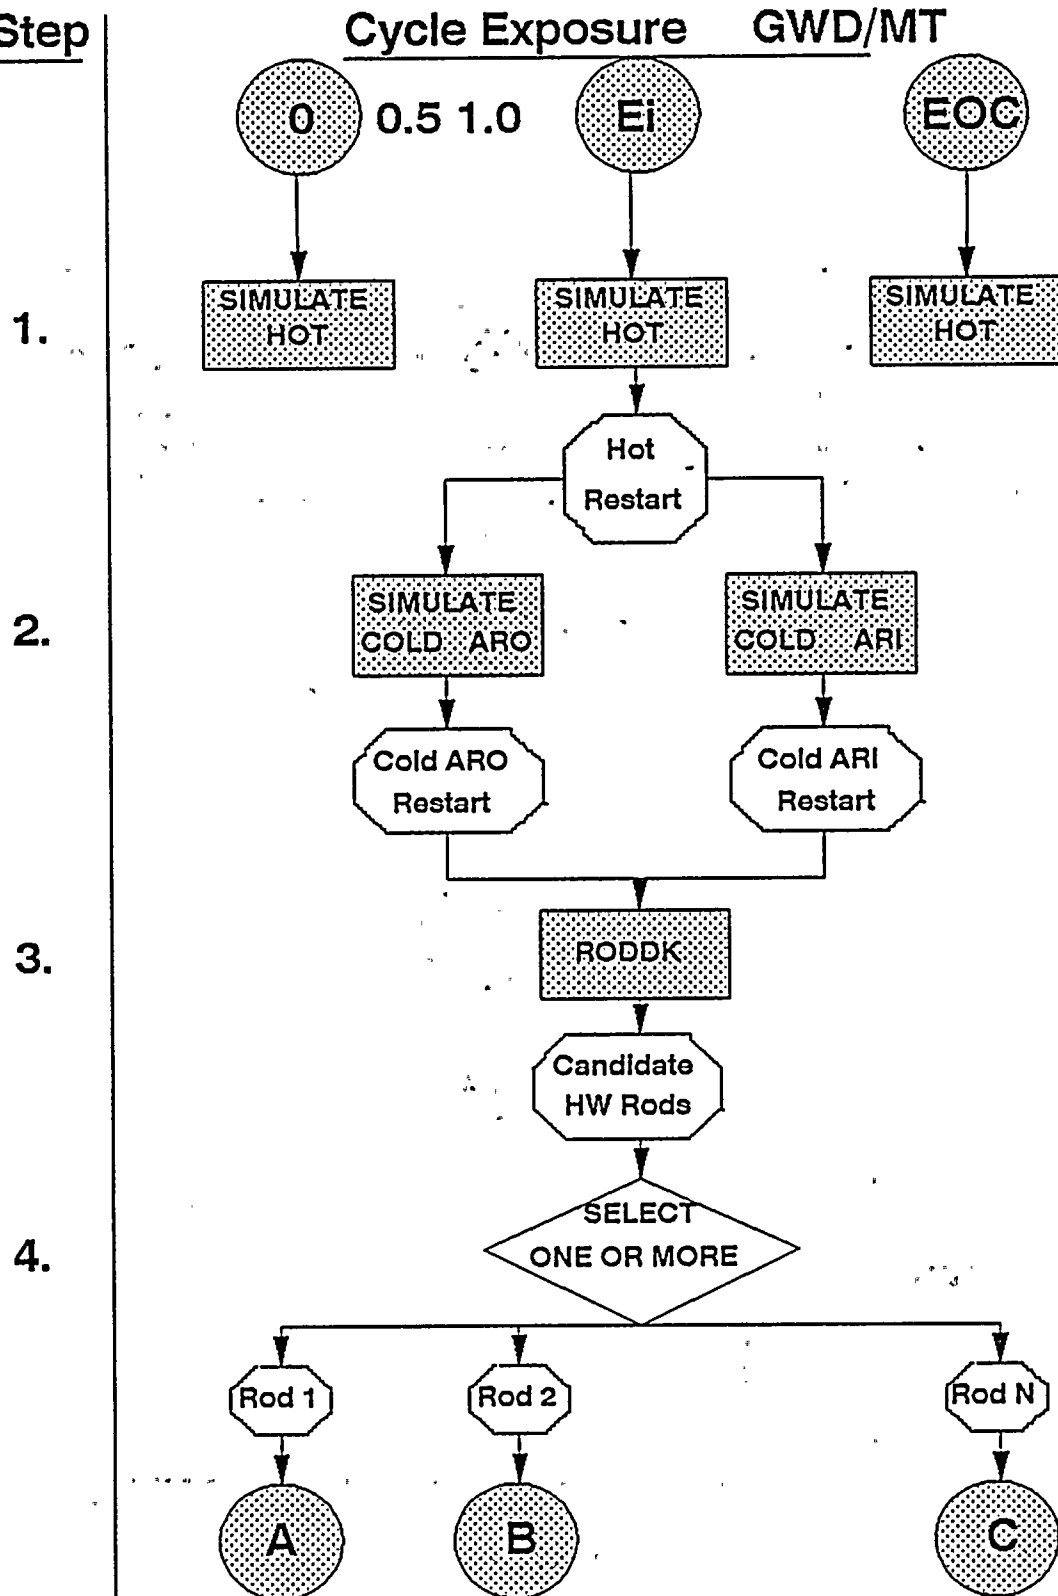 Step
Cycle Exposure GWD/MT
0 0.5 1.0 Ei EOC
1.
SIMULATE
HOT
SIMULATE
HOT
SIMULATE
HOT
Hot
Restart
2.
SIMULATE
COLD ARO
SIMULATE
COLD ARI
Cold ARO
Restart
Cold ARI
Restart
3.
RODDK
Candidate
HW Rods
4.
SELECT
ONE OR MORE
Rod 1
Rod 2
Rod N
A
B
C